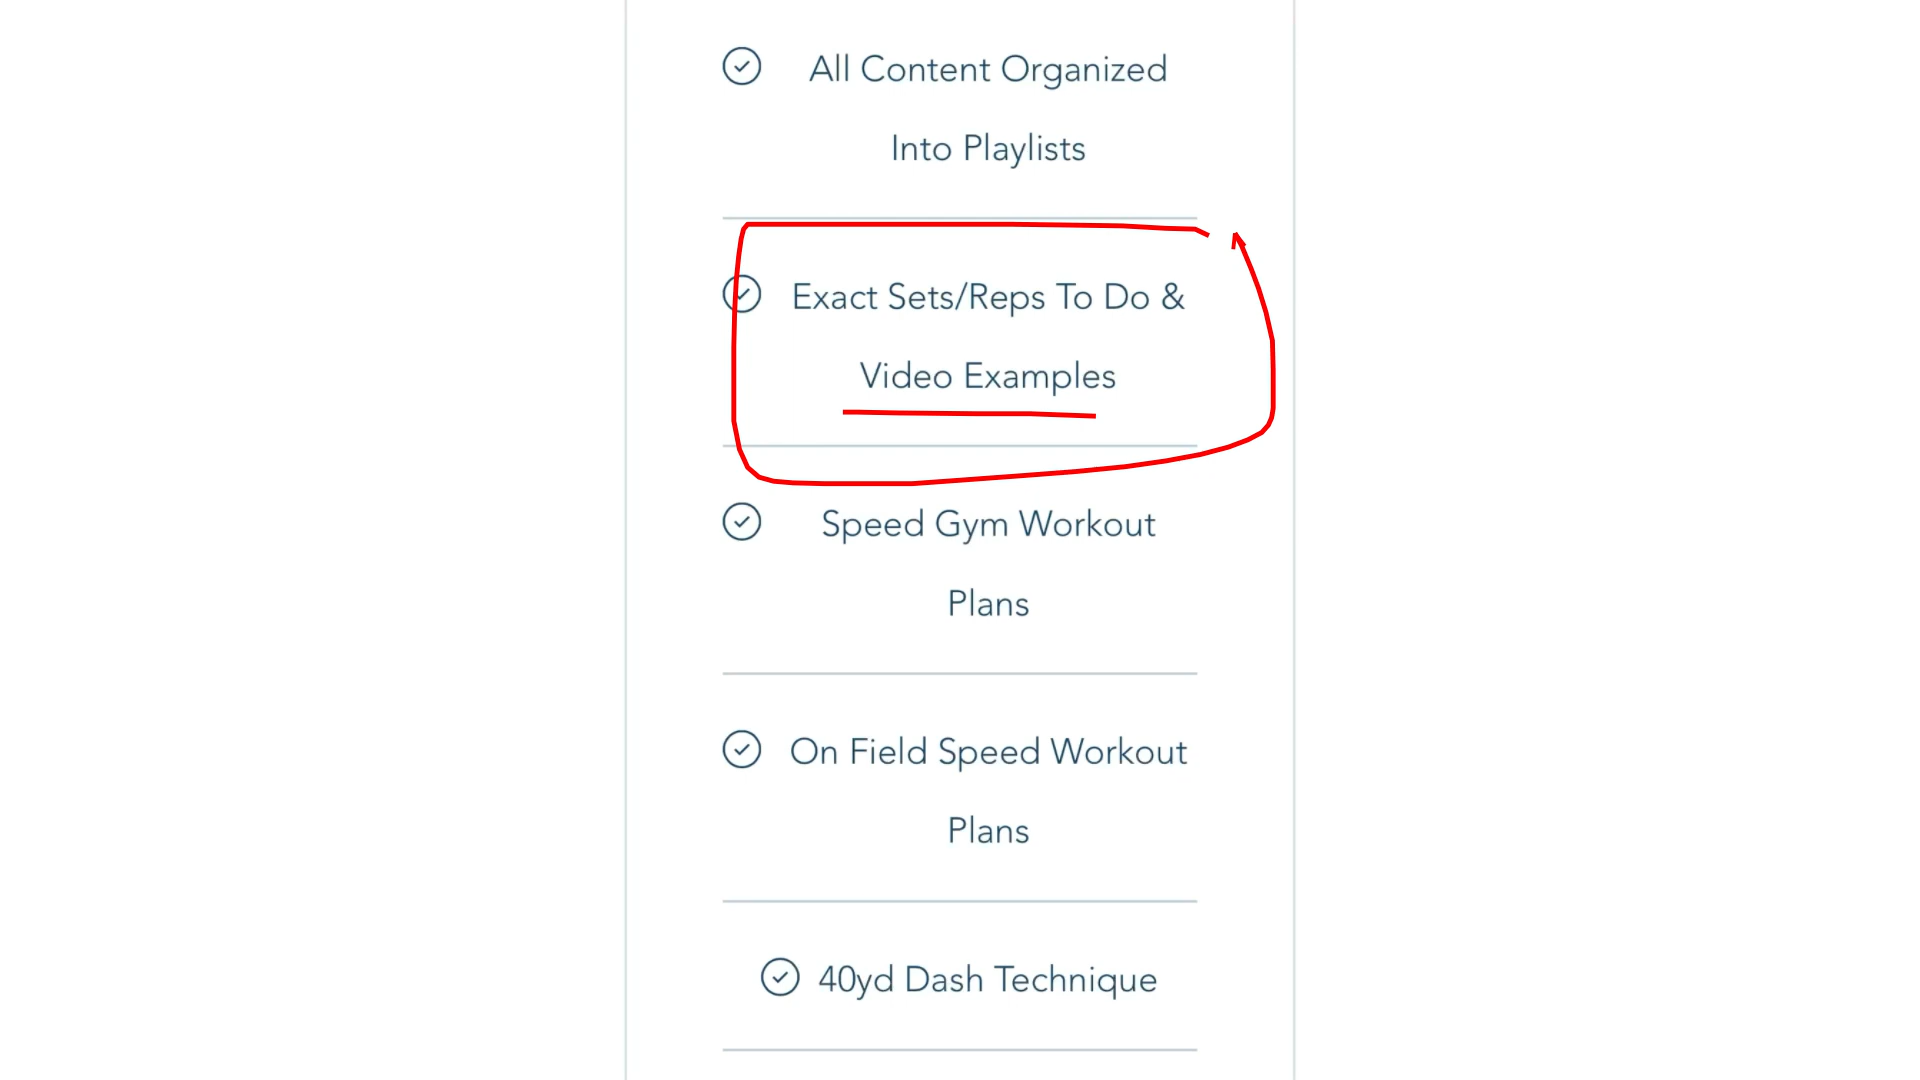 All Content Organized
Into Playlists
Exact Sets/Reps To Do &
Video Examples
Speed Gym Workout
Plans
On Field Speed Workout
Plans
40yd Dash Technique